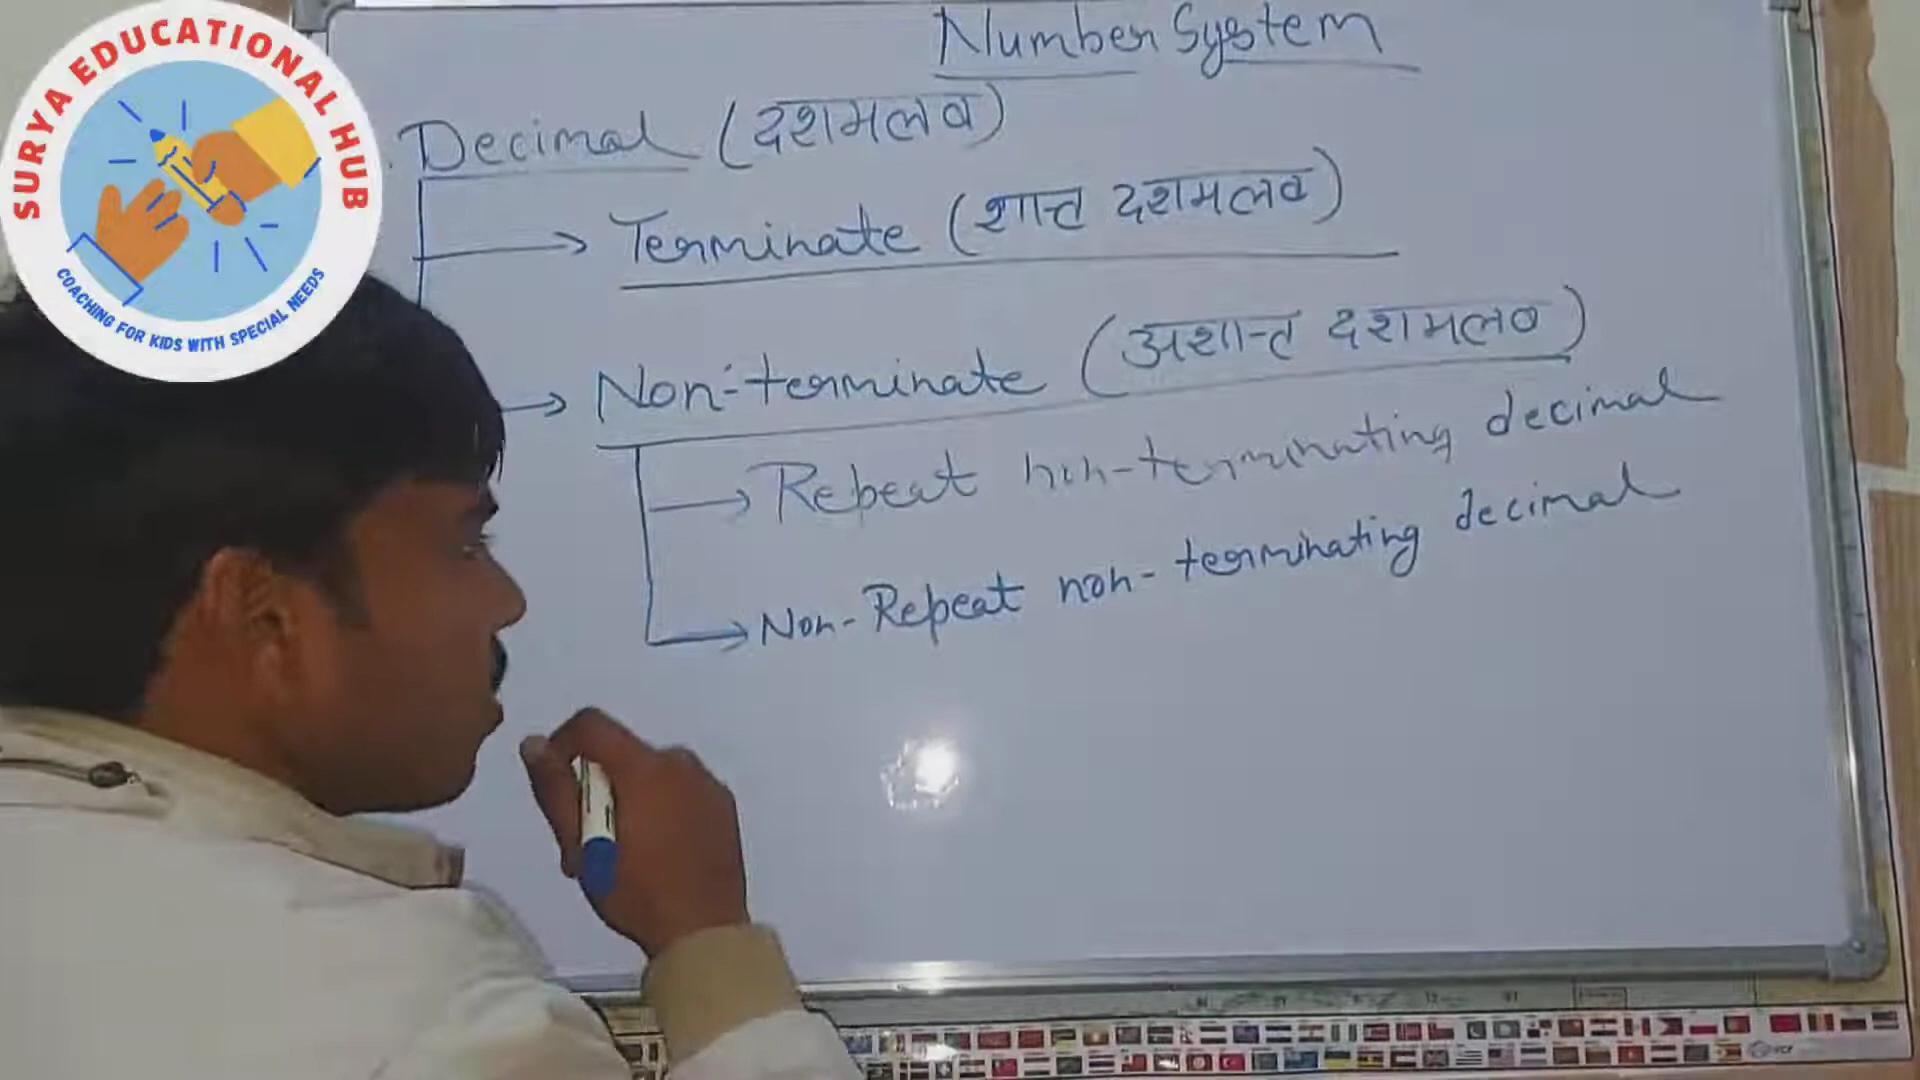 SURYA EDUCATIONAL HUB
COACHING FOR KIDS WITH SPECIAL NEEDS
Number System
Decimal (दशमलव)
Terminate (शान्त दशमलव)
Non-terminate (अशान्त दशमलव)
Repeat non-terminating decimal
Non-Repeat non-terminating decimal